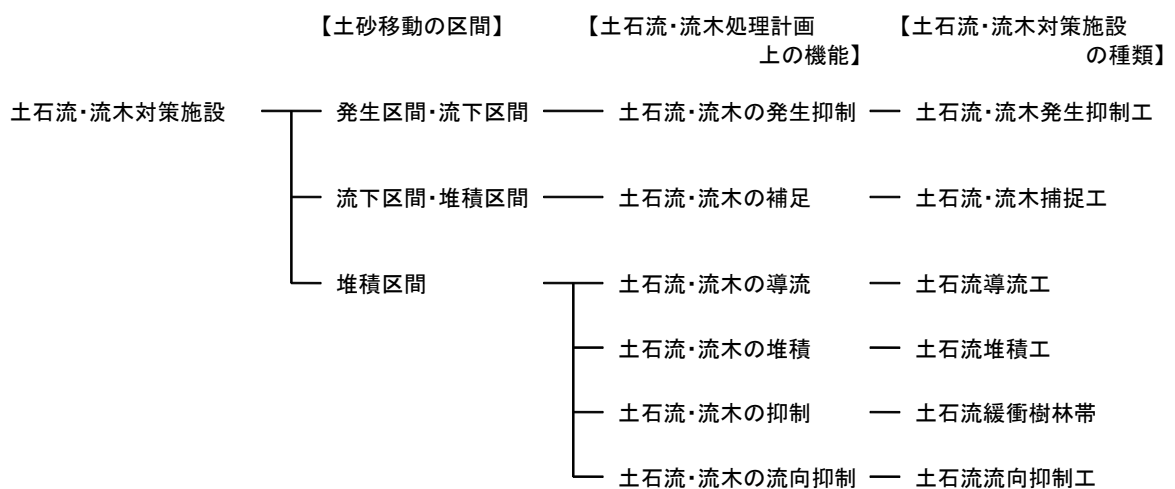 【土砂移動の区間】 【土石流・流木処理計画 【土石流・流木対策施設
上の機能】 の種類】
土石流・流木対策施設 発生区間・流下区間 土石流・流木の発生抑制 土石流・流木発生抑制工
流下区間・堆積区間 土石流・流木の補足 土石流・流木捕捉工
堆積区間 土石流・流木の導流 土石流導流工
土石流・流木の堆積 土石流堆積工
土石流・流木の抑制 土石流緩衝樹林帯
土石流・流木の流向抑制 土石流流向抑制工